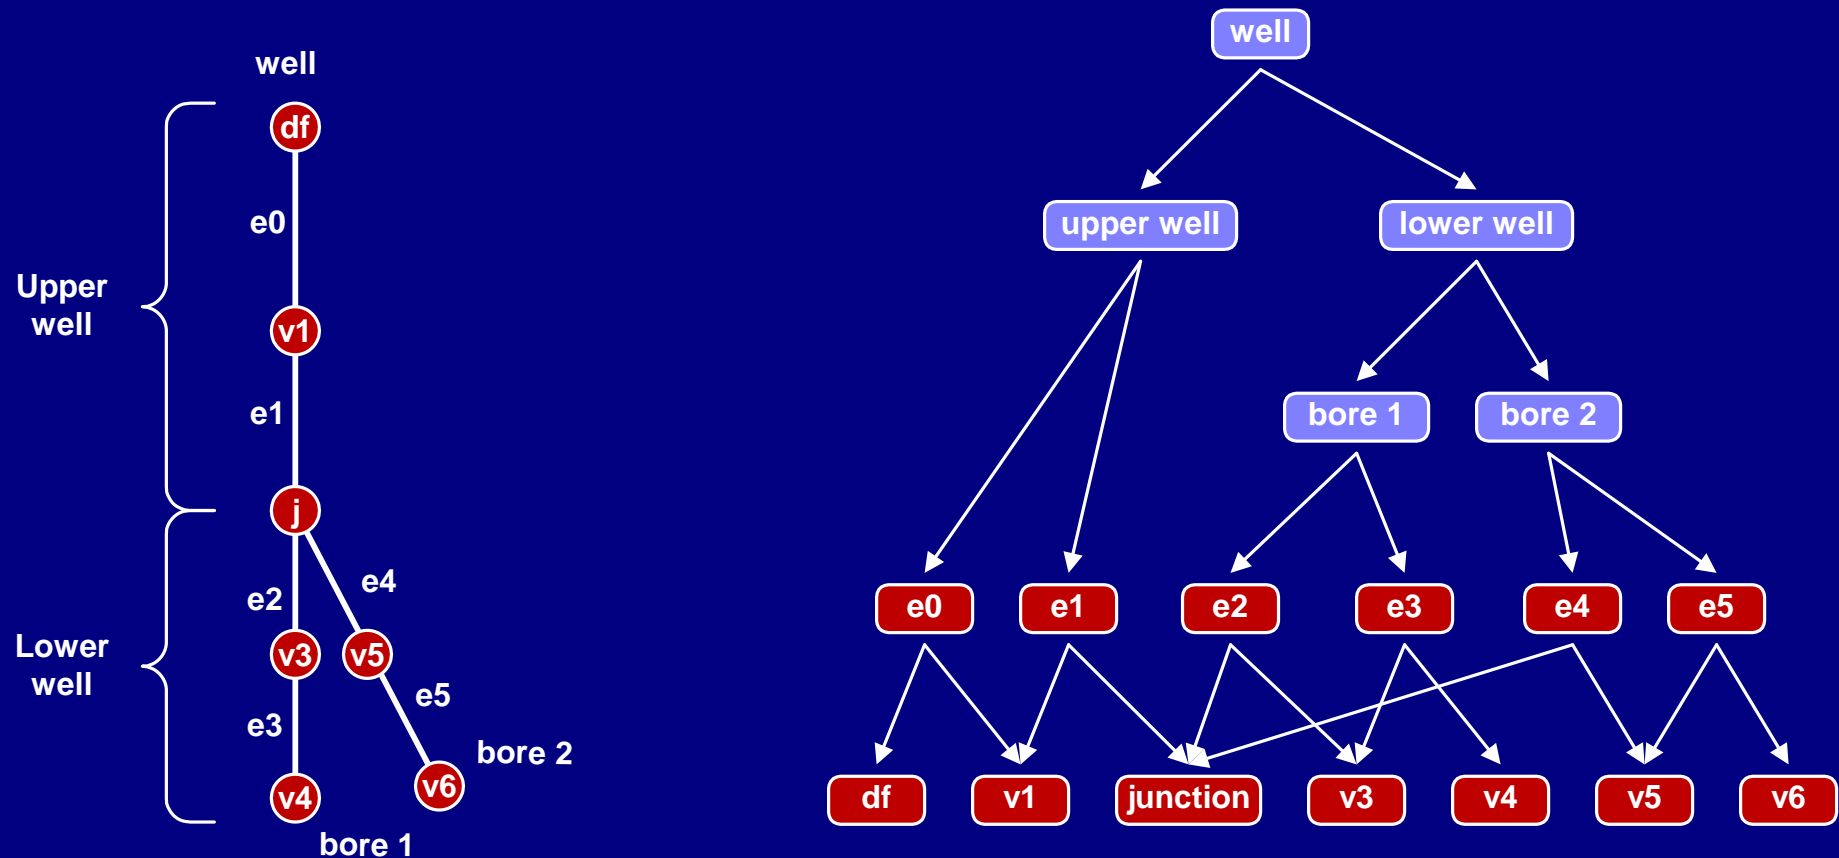 well
df
e0
Upper
well
v1
e1
j
e4
e2
Lower
well
v3
v5
e5
e3
bore 2
v4
v6
bore 1
well
upper well
lower well
bore 1
bore 2
e0
e1
e2
e3
e4
e5
df
v1
junction
v3
v4
v5
v6